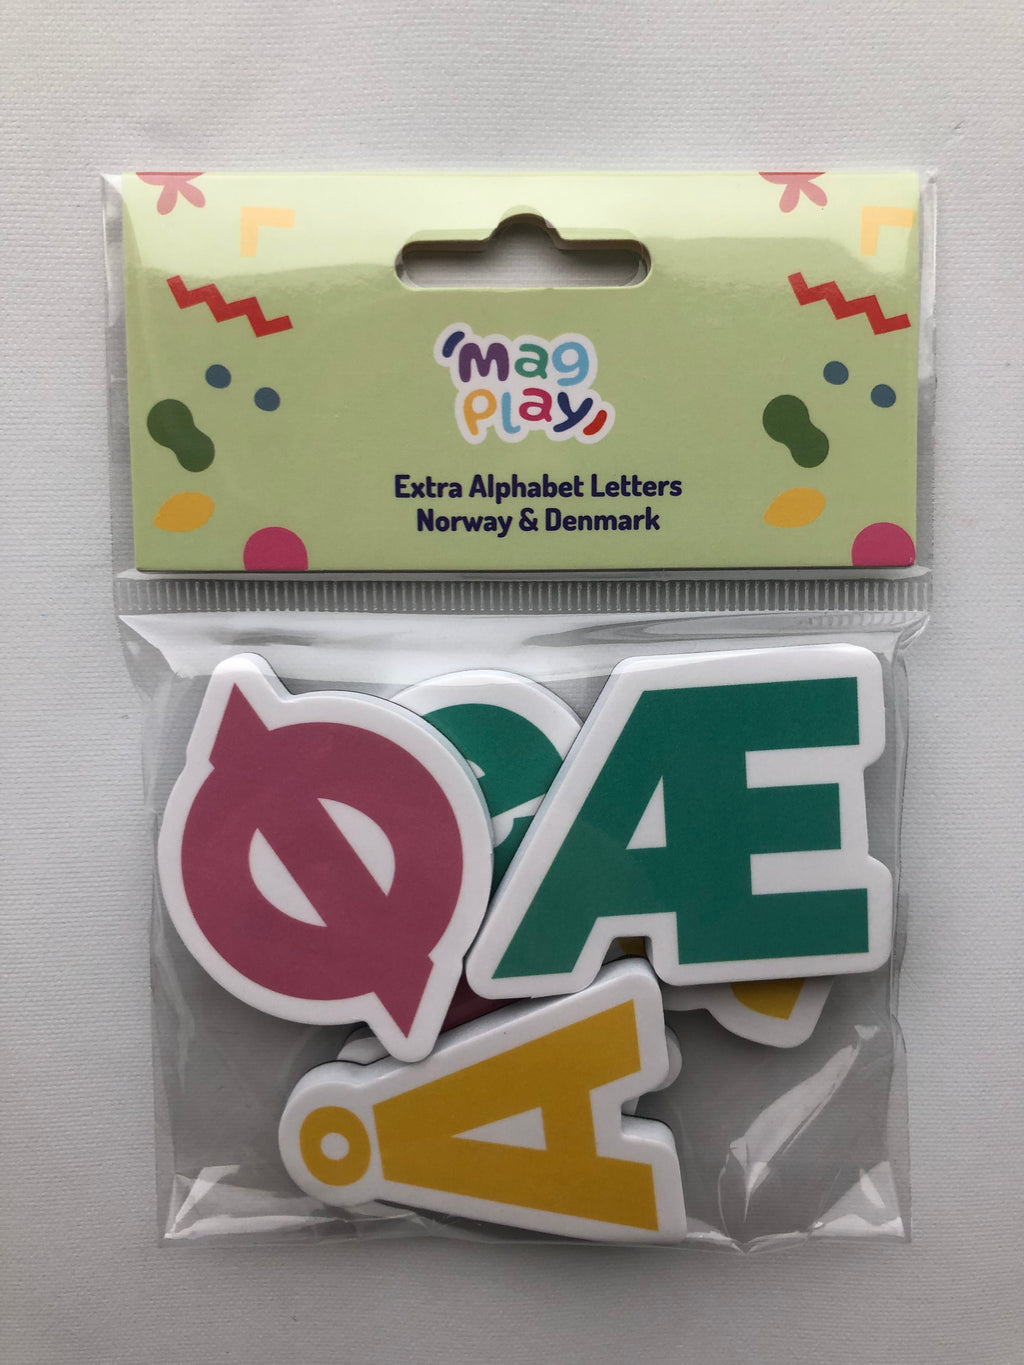 Mag
Play
Extra Alphabet Letters
Norway & Denmark
Ø Æ
Å